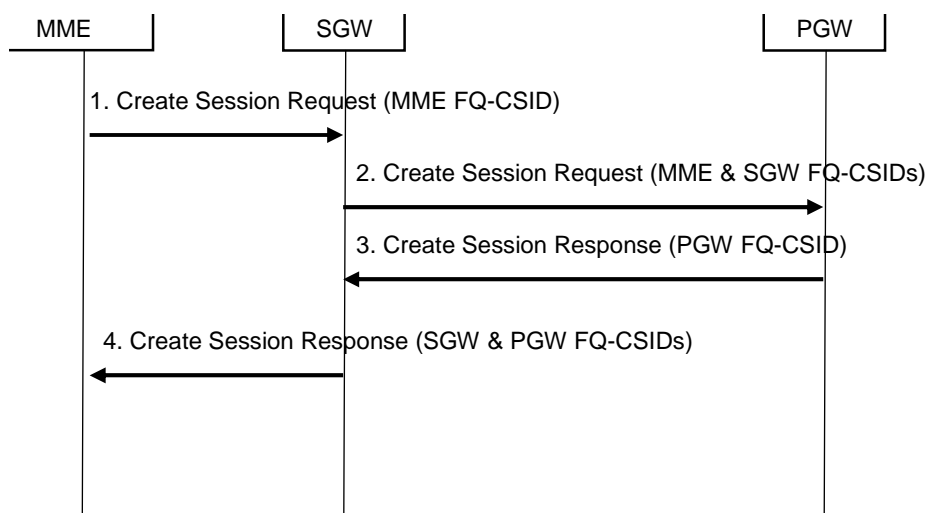 MME SGW PGW
1. Create Session Request (MME FQ-CSID)
2. Create Session Request (MME & SGW FQ-CSIDs)
3. Create Session Response (PGW FQ-CSID)
4. Create Session Response (SGW & PGW FQ-CSIDs)